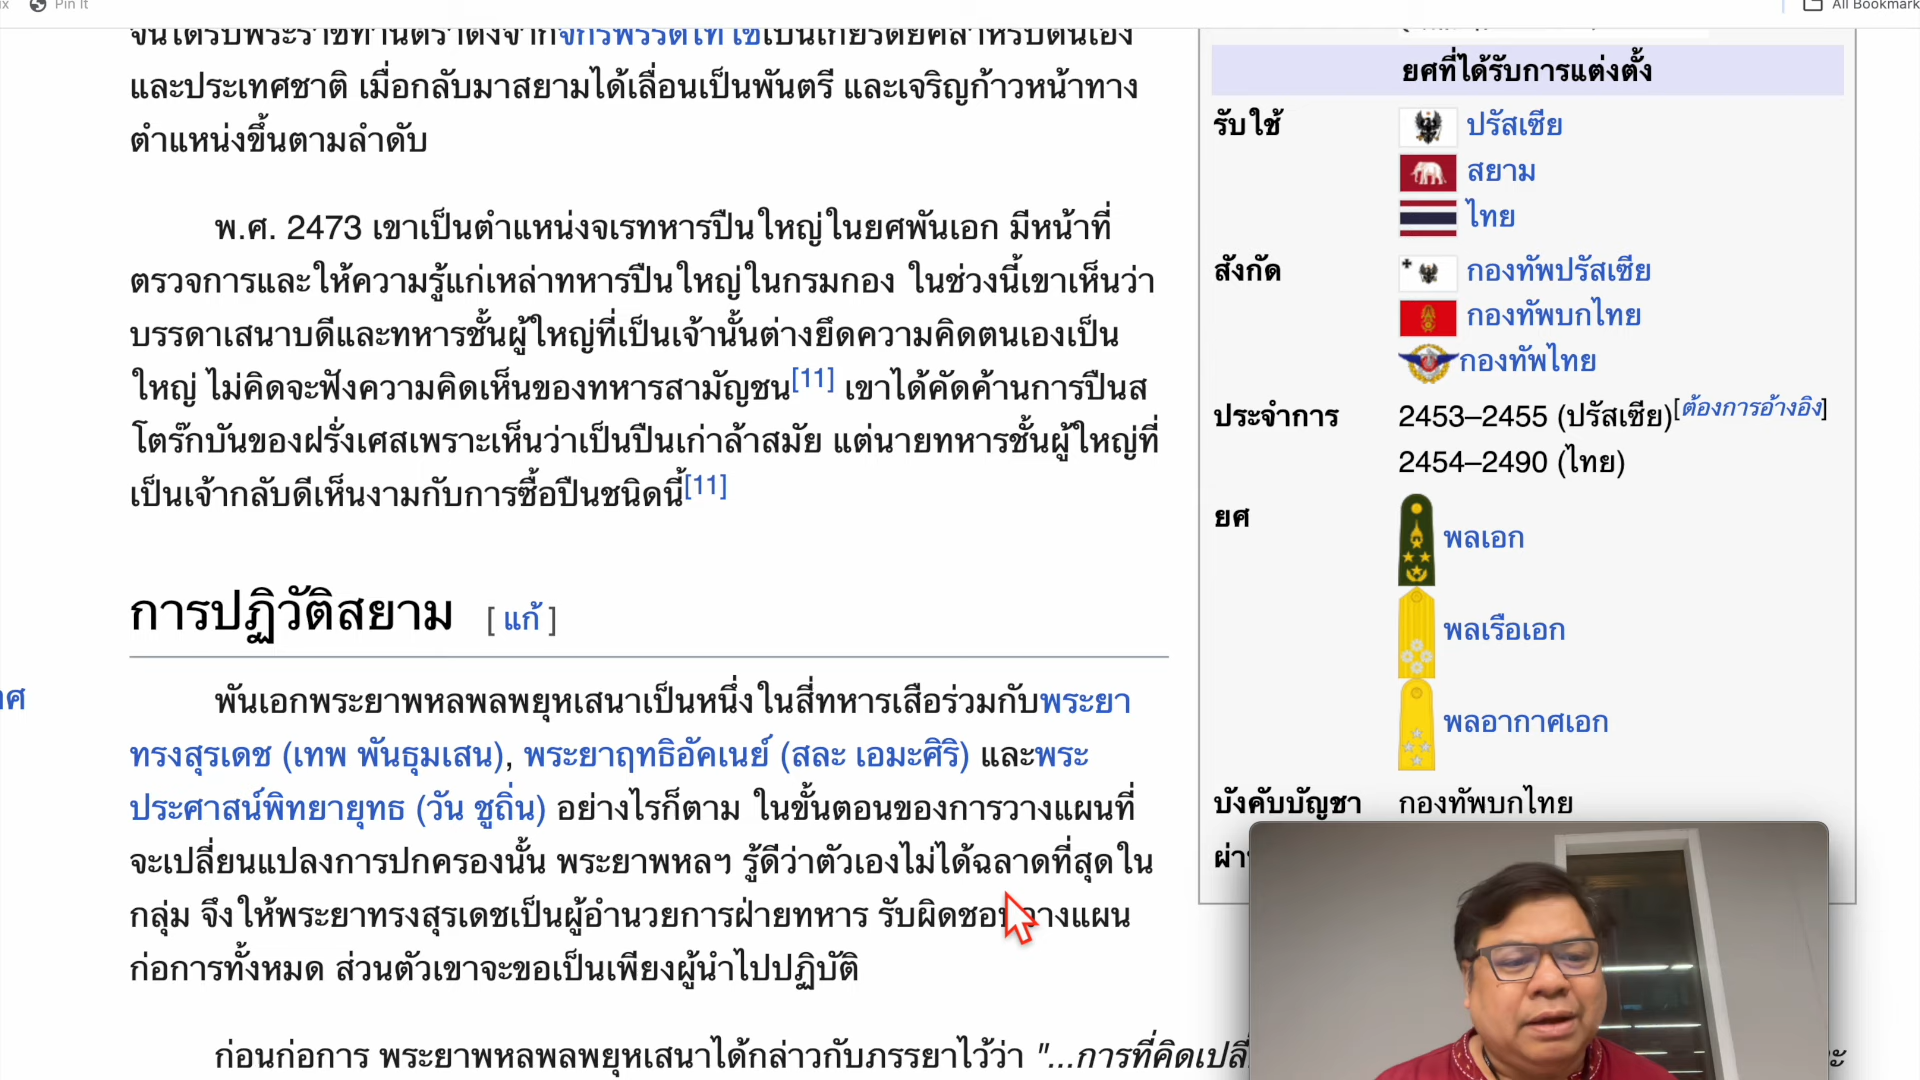 Pin It
All Bookmark
และประเทศชาติ เมื่อกลับมาสยามได้เลื่อนเป็นพันตรี และเจริญก้าวหน้าทาง
ตำแหน่งขึ้นตามลำดับ
พ.ศ. 2473 เขาเป็นตำแหน่งจเรทหารปืนใหญ่ในยศพันเอก มีหน้าที่
ตรวจการและให้ความรู้แก่เหล่าทหารปืนใหญ่ในกรมกอง ในช่วงนี้เขาเห็นว่า
บรรดาเสนาบดีและทหารชั้นผู้ใหญ่ที่เป็นเจ้านั้นต่างยึดความคิดตนเองเป็น
ใหญ่ ไม่คิดจะฟังความคิดเห็นของทหารสามัญชน[11] เขาได้คัดค้านการปืนส
โตร๊กบันของฝรั่งเศสเพราะเห็นว่าเป็นปืนเก่าล้าสมัย แต่นายทหารชั้นผู้ใหญ่ที่
เป็นเจ้ากลับดีเห็นงามกับการซื้อปืนชนิดนี้[11]
การปฏิวัติสยาม [ แก้ ]
พันเอกพระยาพหลพลพยุหเสนาเป็นหนึ่งในสี่ทหารเสือร่วมกับพระยา
ทรงสุรเดช (เทพ พันธุมเสน), พระยาฤทธิอัคเนย์ (สละ เอมะศิริ) และพระ
ประศาสน์พิทยายุทธ (วัน ชูถิ่น) อย่างไรก็ตาม ในขั้นตอนของการวางแผนที่
จะเปลี่ยนแปลงการปกครองนั้น พระยาพหลฯ รู้ดีว่าตัวเองไม่ได้ฉลาดที่สุดใน
กลุ่ม จึงให้พระยาทรงสุรเดชเป็นผู้อำนวยการฝ่ายทหาร รับผิดชอบวางแผน
ก่อการทั้งหมด ส่วนตัวเขาจะขอเป็นเพียงผู้นำไปปฏิบัติ
ก่อนก่อการ พระยาพหลพลพยุหเสนาได้กล่าวกับภรรยาไว้ว่า "...การที่คิด
ยศที่ได้รับการแต่งตั้ง
รับใช้ ปรัสเซีย
สยาม
ไทย
สังกัด กองทัพปรัสเซีย
กองทัพบกไทย
กองทัพไทย
ประจำการ 2453–2455 (ปรัสเซีย)[ต้องการอ้างอิง]
2454–2490 (ไทย)
ยศ พลเอก
พลเรือเอก
พลอากาศเอก
บังคับบัญชา กองทัพบกไทย